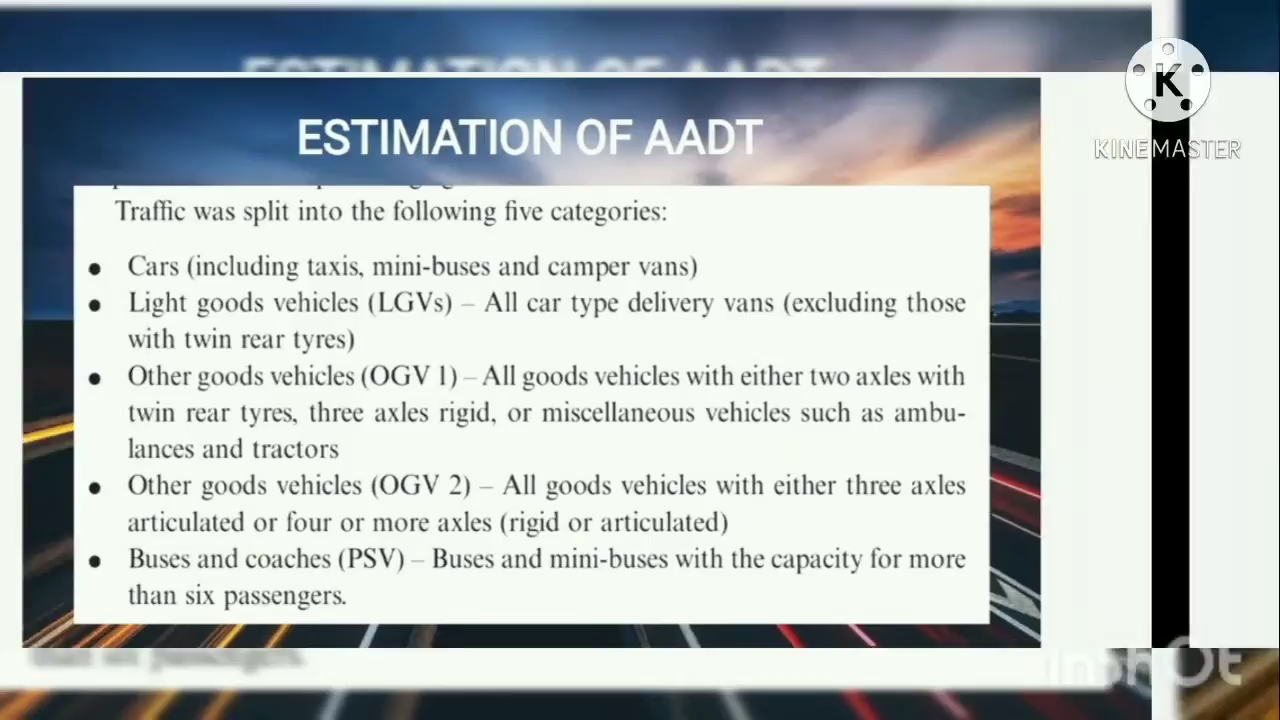 ESTIMATION OF AADT
KINEMASTER
ESTIMATION OF AADT
Traffic was split into the following five categories:
● Cars (including taxis, mini-buses and camper vans)
● Light goods vehicles (LGVs) – All car type delivery vans (excluding those
with twin rear tyres)
● Other goods vehicles (OGV 1) – All goods vehicles with either two axles with
twin rear tyres, three axles rigid, or miscellaneous vehicles such as ambu-
lances and tractors
● Other goods vehicles (OGV 2) – All goods vehicles with either three axles
articulated or four or more axles (rigid or articulated)
● Buses and coaches (PSV) – Buses and mini-buses with the capacity for more
than six passengers.
InShOt